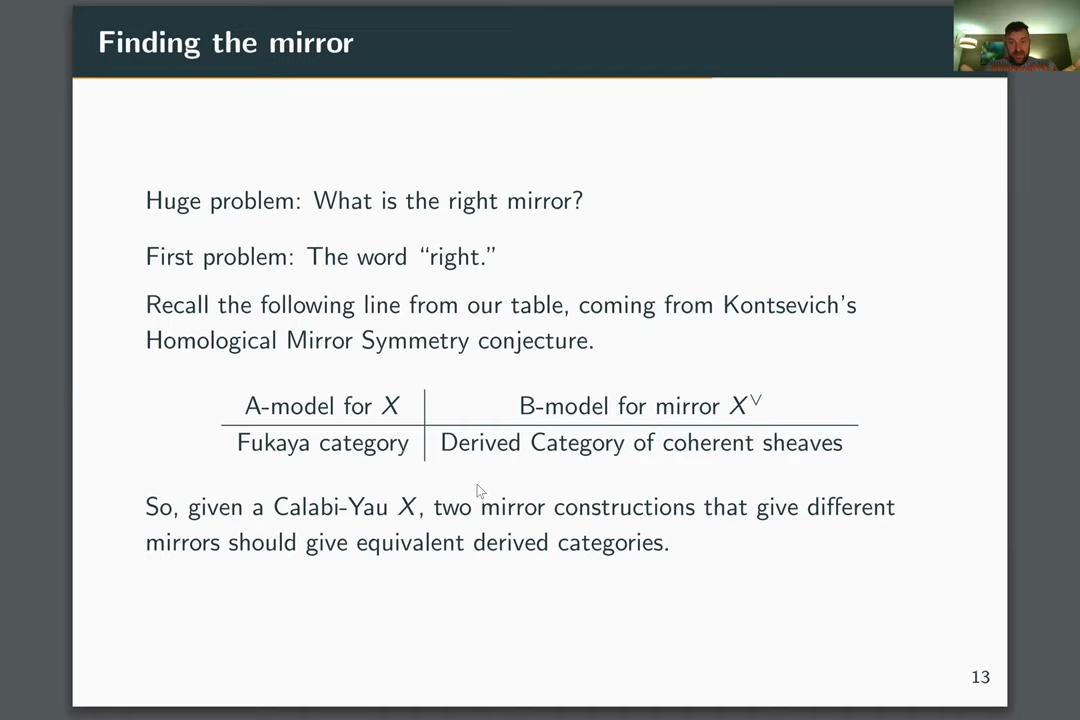 Finding the mirror
Huge problem: What is the right mirror?
First problem: The word “right.”
Recall the following line from our table, coming from Kontsevich’s
Homological Mirror Symmetry conjecture.
A-model for X | B-model for mirror X∨
Fukaya category | Derived Category of coherent sheaves
So, given a Calabi-Yau X, two mirror constructions that give different
mirrors should give equivalent derived categories.
13